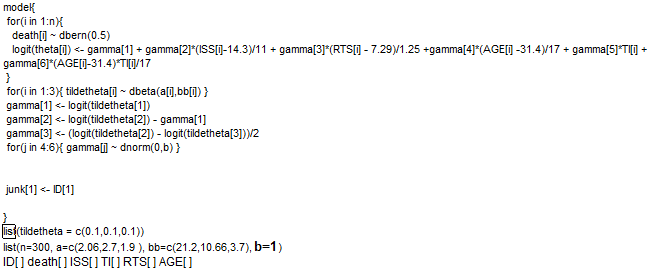 model{
for(i in 1:n){
death[i] ~ dbern(0.5)
logit(theta[i]) <- gamma[1] + gamma[2]*(ISS[i]-14.3)/11 + gamma[3]*(RTS[i] - 7.29)/1.25 +gamma[4]*(AGE[i] -31.4)/17 + gamma[5]*TI[i] +
gamma[6]*(AGE[i]-31.4)*TI[i]/17
}
for(i in 1:3){ tildetheta[i] ~ dbeta(a[i],bb[i]) }
gamma[1] <- logit(tildetheta[1])
gamma[2] <- logit(tildetheta[2]) - gamma[1]
gamma[3] <- (logit(tildetheta[2]) - logit(tildetheta[3]))/2
for(j in 4:6){ gamma[j] ~ dnorm(0,b) }
junk[1] <- ID[1]
}
list(tildetheta = c(0.1,0.1,0.1))
list(n=300, a=c(2.06,2.7,1.9 ), bb=c(21.2,10.66,3.7), b=1 )
ID[ ] death[ ] ISS[ ] TI[ ] RTS[ ] AGE[ ]